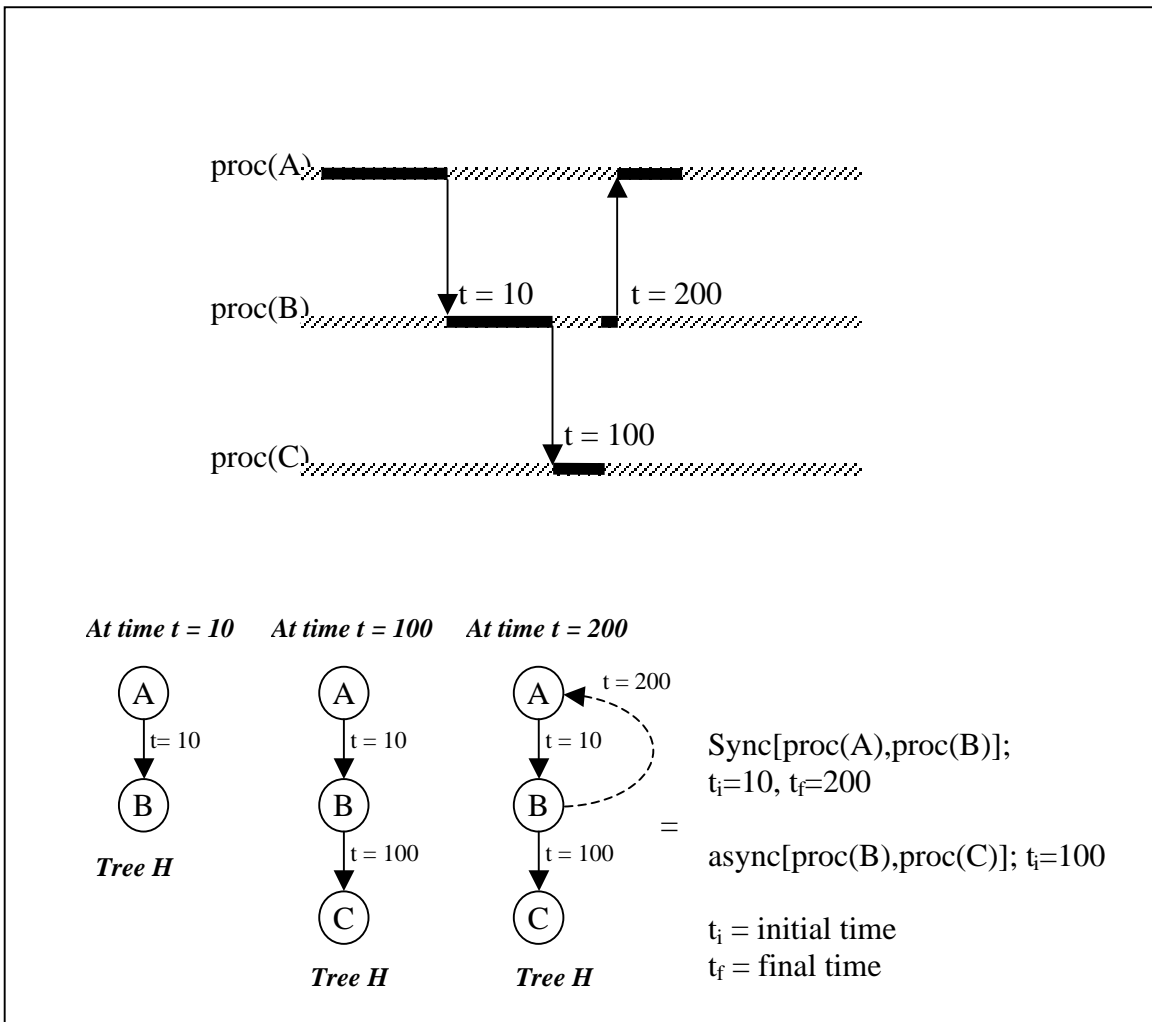 proc(A)
t = 10
t = 200
proc(B)
t = 100
proc(C)
At time t = 10
At time t = 100
At time t = 200
A
t= 10
B
Tree H
A
t = 10
B
t = 100
C
Tree H
A
t = 200
t = 10
B
t = 100
C
Tree H
=
Sync[proc(A),proc(B)];
tᵢ=10, t_f=200
async[proc(B),proc(C)]; tᵢ=100
tᵢ = initial time
t_f = final time